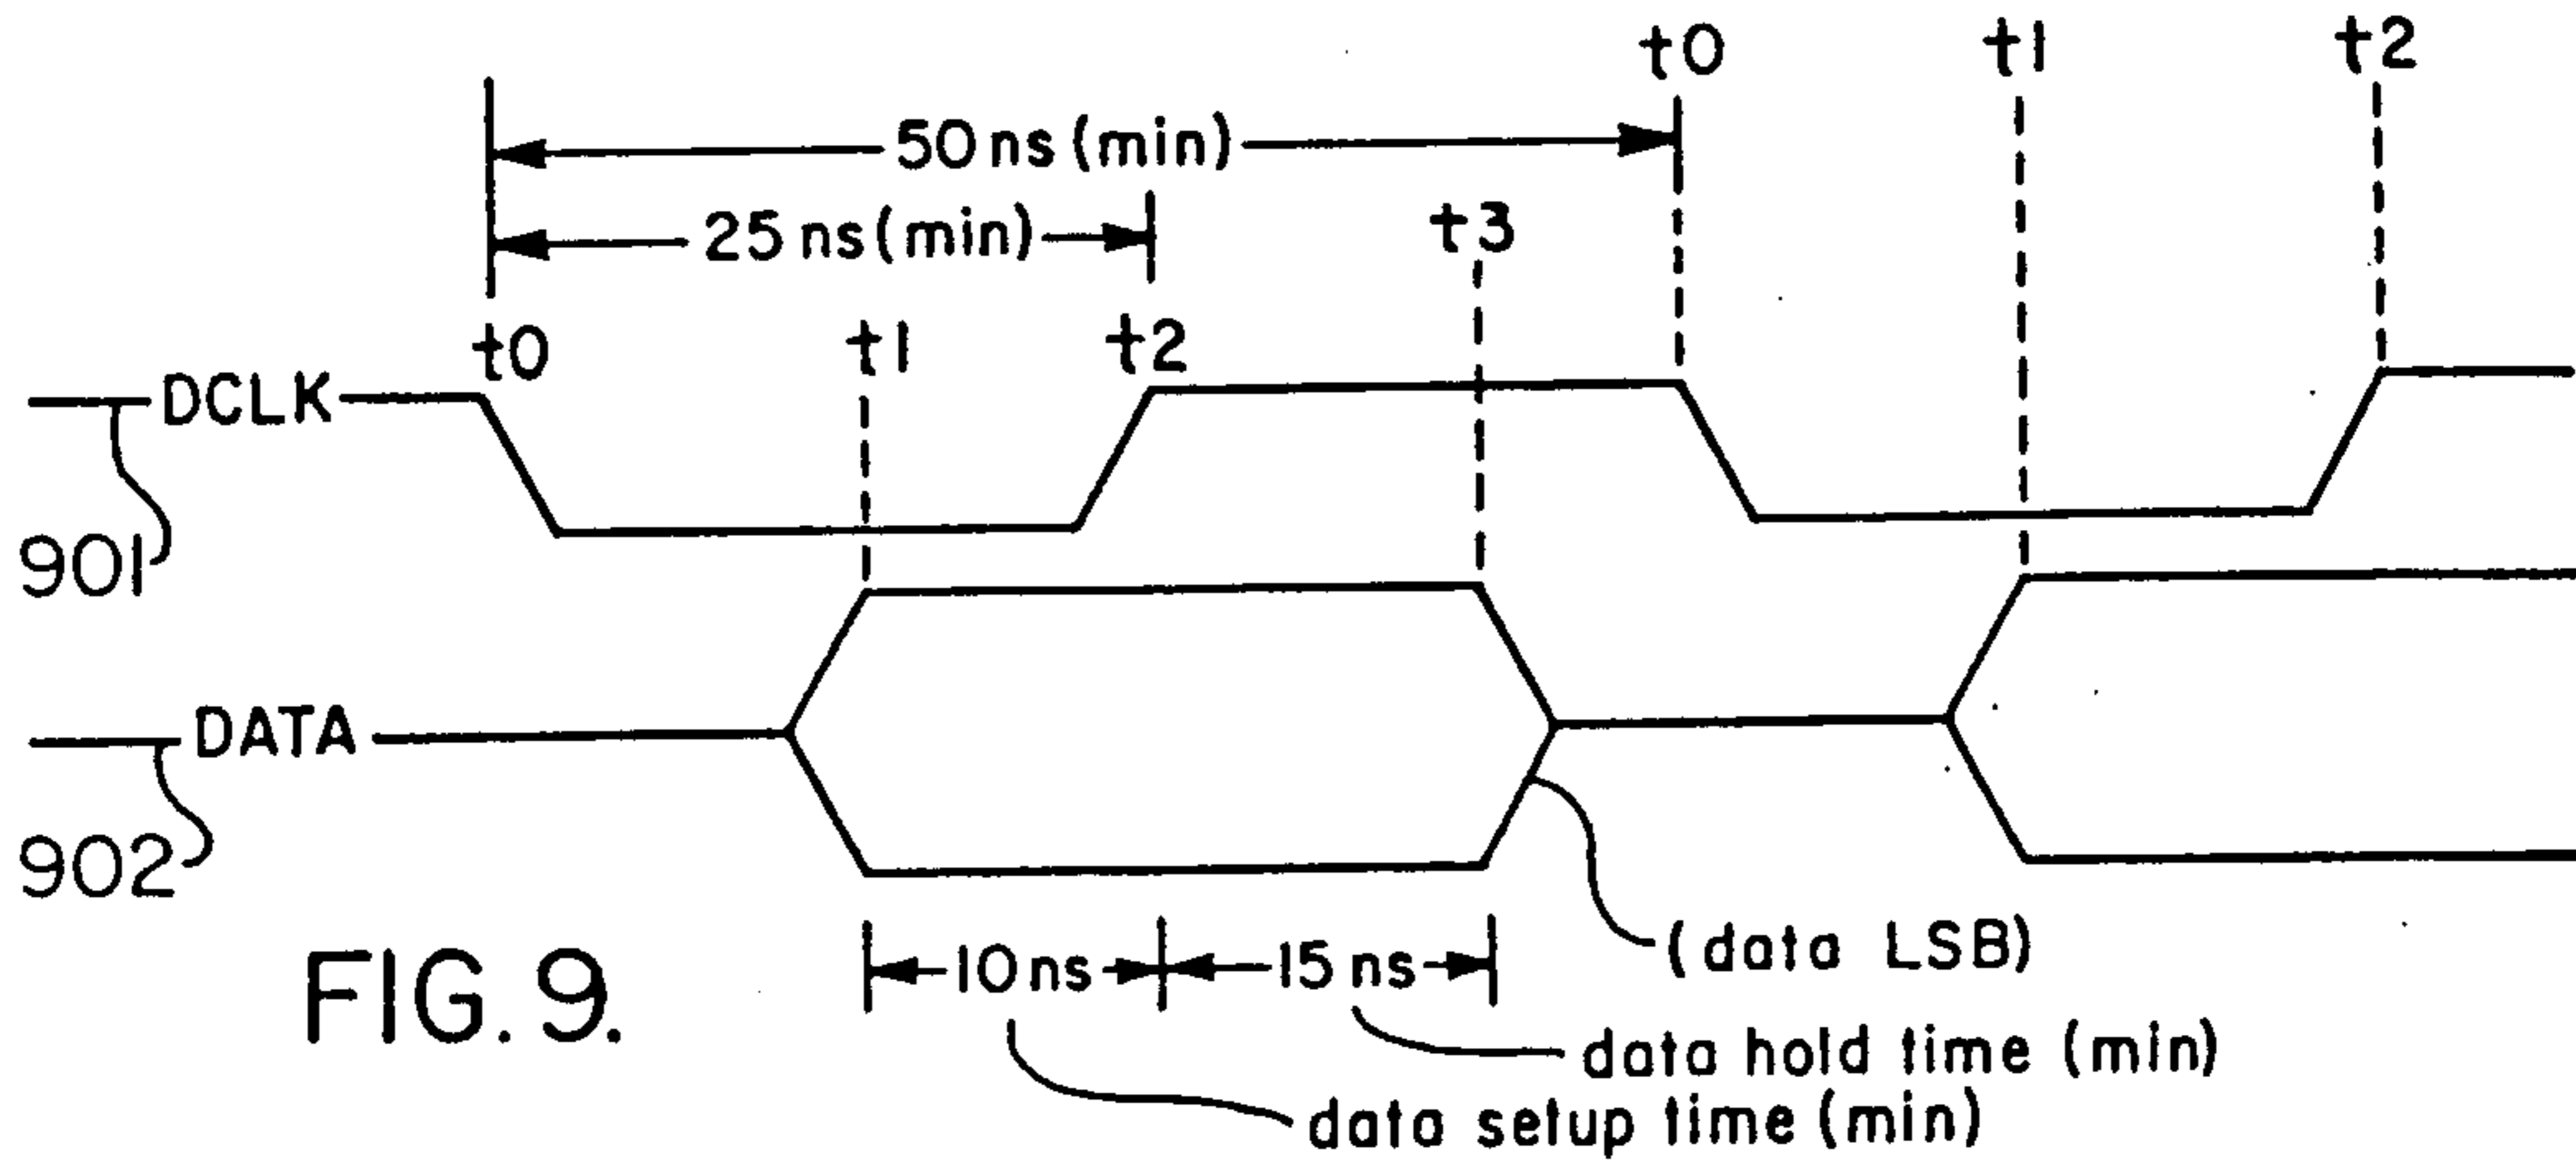 t0 t1 t2
50 ns (min)
25 ns (min)
t3
t0 t1 t2
DCLK
901
DATA
902
10 ns 15 ns
(data LSB)
data hold time (min)
data setup time (min)
FIG. 9.